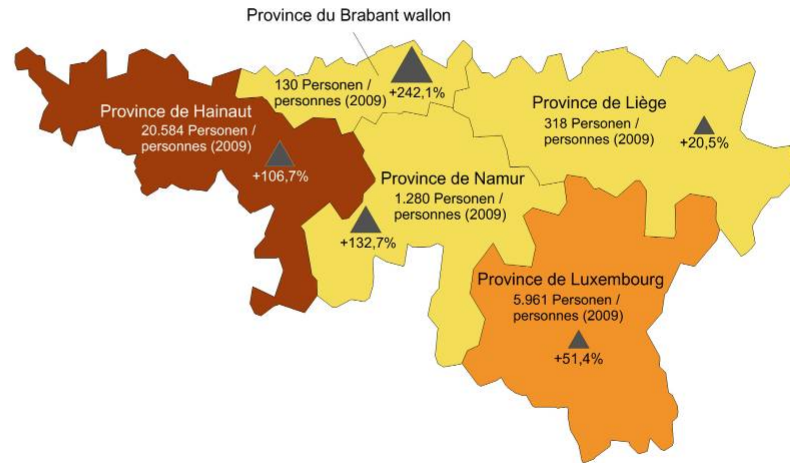 Province du Brabant wallon
130 Personen /
personnes (2009)
+242,1%
Province de Hainaut
20.584 Personen /
personnes (2009)
+106,7%
Province de Liège
318 Personen /
personnes (2009)
+20,5%
Province de Namur
1.280 Personen /
personnes (2009)
+132,7%
Province de Luxembourg
5.961 Personen /
personnes (2009)
+51,4%